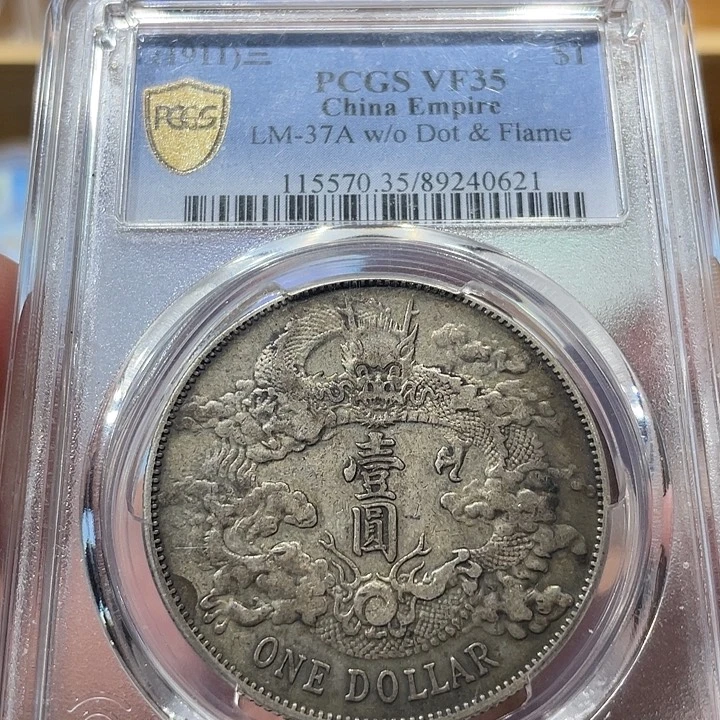 (1911)三 $1
PCGS VF35
China Empire
LM-37A w/o Dot & Flame
115570.35/89240621
PCGS
壹
圓
ONE DOLLAR